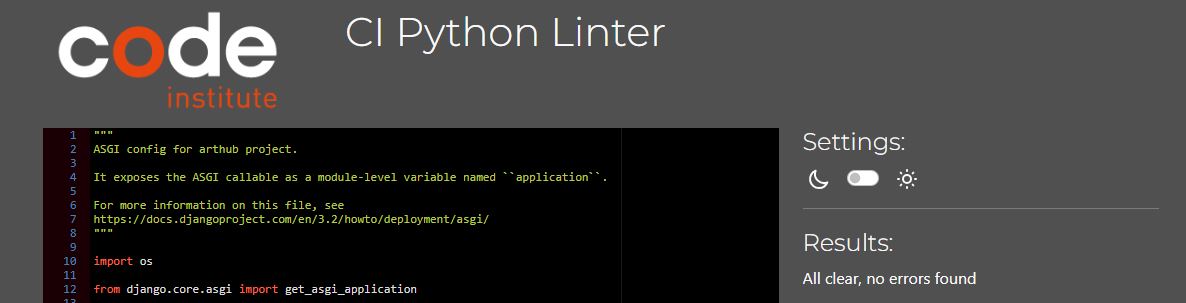 code
institute
CI Python Linter
1 """
2 ASGI config for arthub project.
3
4 It exposes the ASGI callable as a module-level variable named ``application``.
5
6 For more information on this file, see
7 https://docs.djangoproject.com/en/3.2/howto/deployment/asgi/
8 """
9
10 import os
11
12 from django.core.asgi import get_asgi_application
13
Settings:
Results:
All clear, no errors found